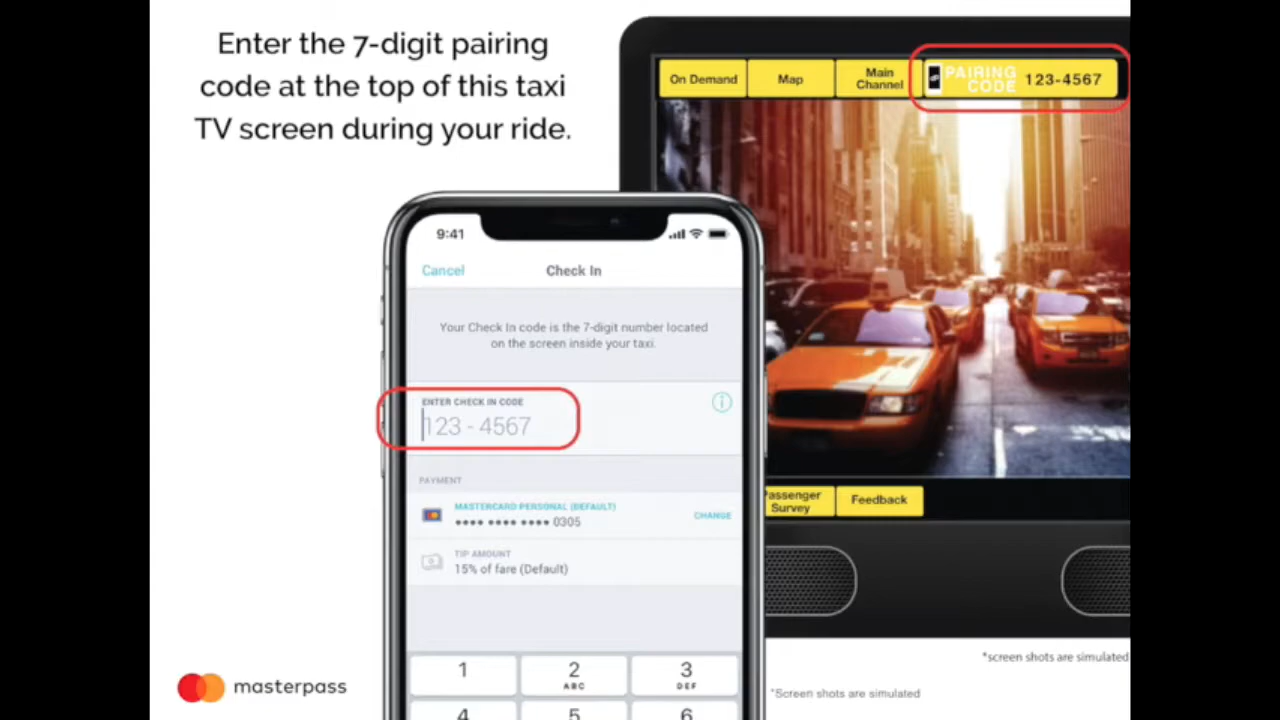 Enter the 7-digit pairing
code at the top of this taxi
TV screen during your ride.
On Demand
Map
Main
Channel
PAIRING
CODE
123-4567
9:41
Cancel
Check In
Your Check In code is the 7-digit number located
on the screen inside your taxi.
ENTER CHECK IN CODE
123 - 4567
PAYMENT
MASTERCARD PERSONAL (DEFAULT)
•••• •••• •••• 0305
CHANGE
TIP AMOUNT
15% of fare (Default)
Passenger
Survey
Feedback
1
2
ABC
3
DEF
4
5
6
masterpass
*screen shots are simulated
*Screen shots are simulated